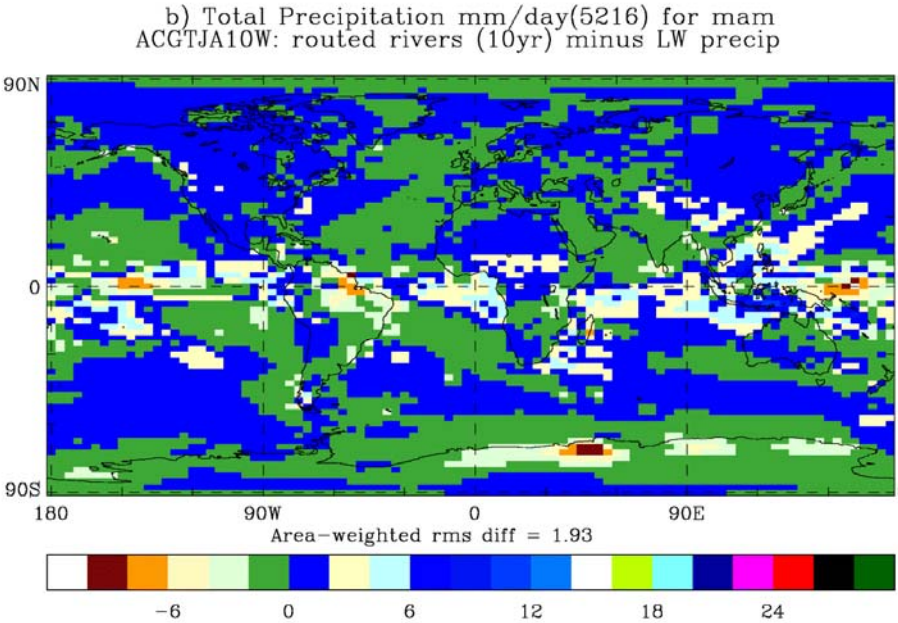 b) Total Precipitation mm/day(5216) for mam
ACGTJA10W: routed rivers (10yr) minus LW precip
90N
0
90S
180 90W 0 90E
Area-weighted rms diff = 1.93
-6 0 6 12 18 24